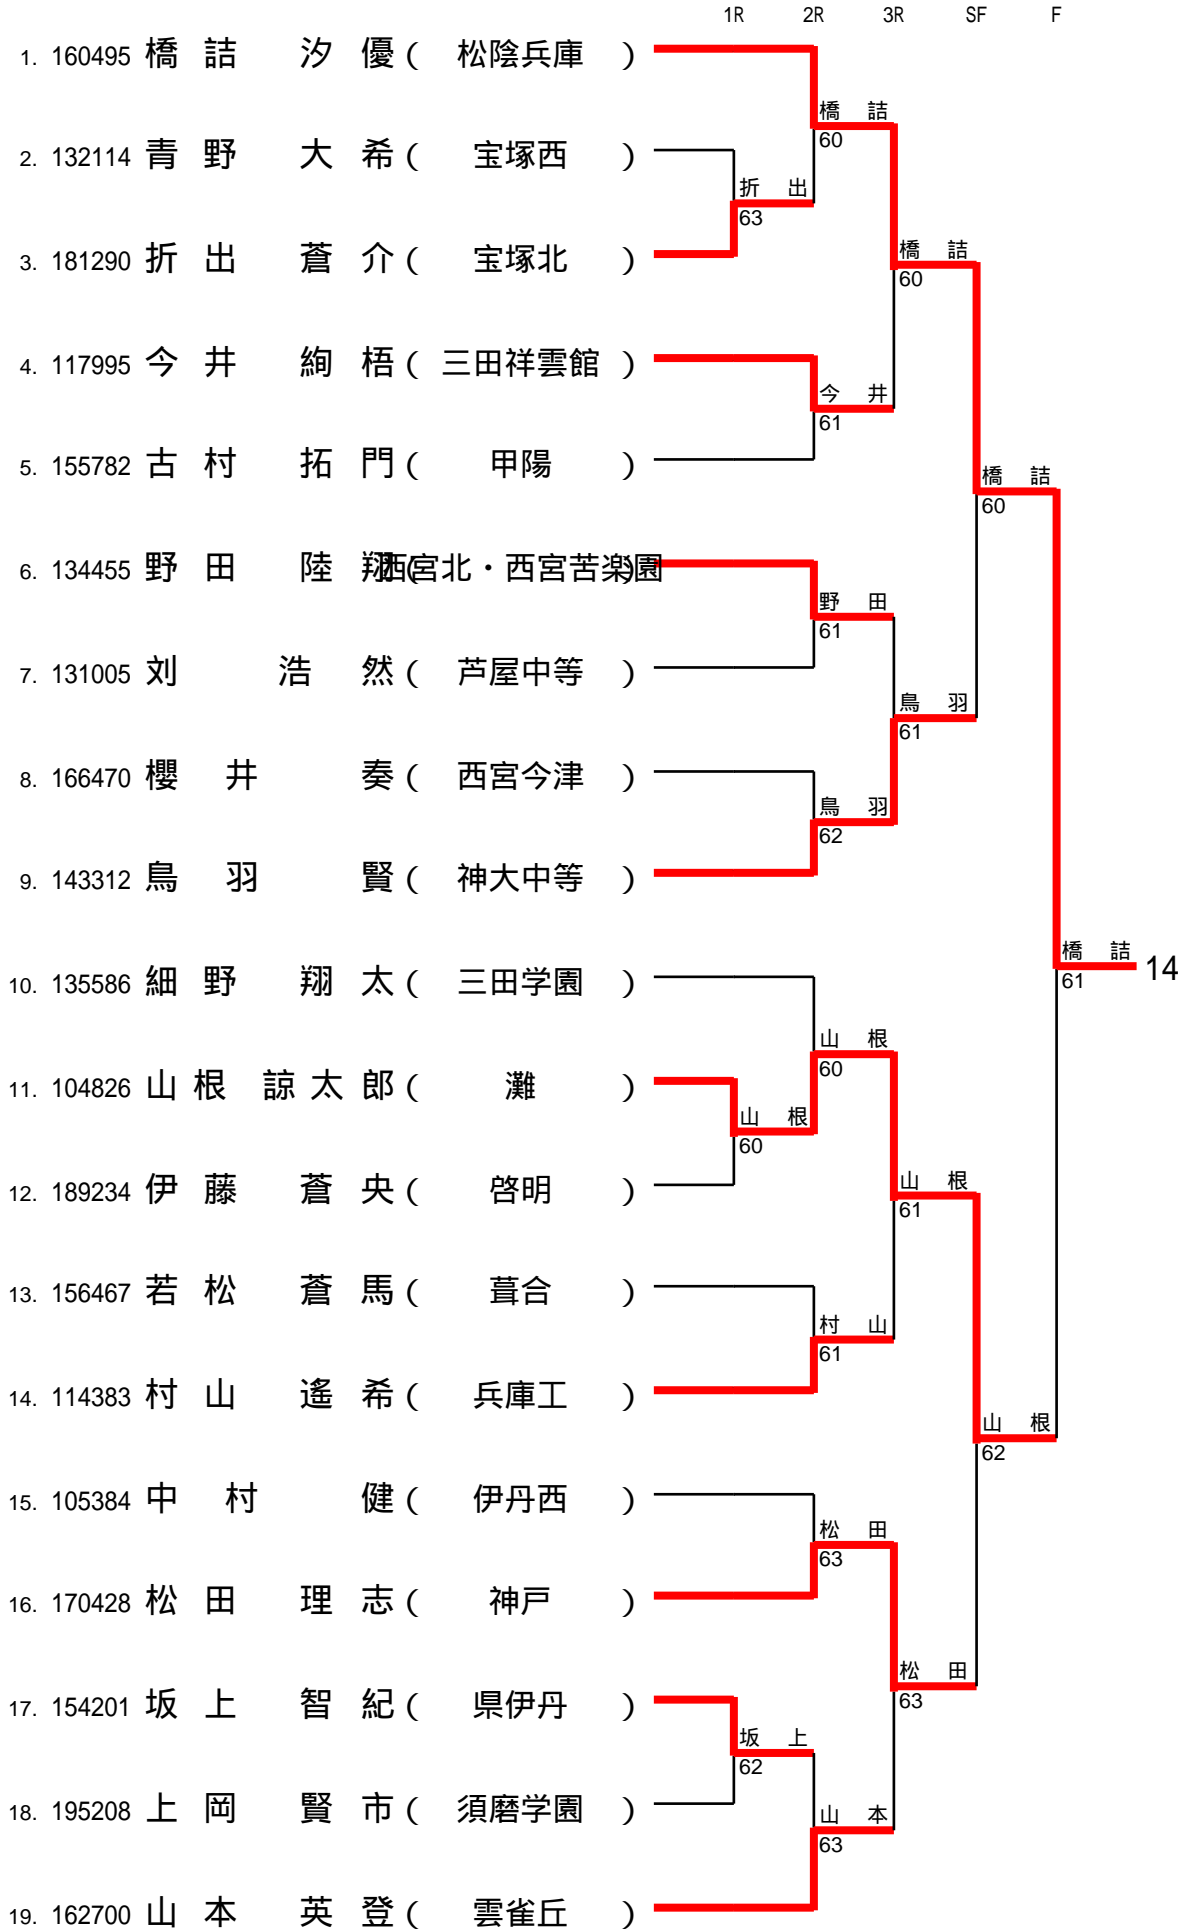 1R 2R 3R SF F
1. 160495 橋詰 汐優 ( 松陰兵庫 )
橋詰
60
2. 132114 青野 大希 ( 宝塚西 )
折出
63
3. 181290 折出 蒼介 ( 宝塚北 )
橋詰
60
4. 117995 今井 絢梧 ( 三田祥雲館 )
今井
61
5. 155782 古村 拓門 ( 甲陽 )
橋詰
60
6. 134455 野田 陸翔 ( 西宮北・西宮苦楽園 )
野田
61
7. 131005 刘 浩然 ( 芦屋中等 )
鳥羽
61
8. 166470 櫻井 奏 ( 西宮今津 )
鳥羽
62
9. 143312 鳥羽 賢 ( 神大中等 )
橋詰 14
61
10. 135586 細野 翔太 ( 三田学園 )
山根
60
11. 104826 山根 諒太郎 ( 灘 )
山根
60
12. 189234 伊藤 蒼央 ( 啓明 )
山根
61
13. 156467 若松 蒼馬 ( 葺合 )
村山
61
14. 114383 村山 遙希 ( 兵庫工 )
山根
62
15. 105384 中村 健 ( 伊丹西 )
松田
63
16. 170428 松田 理志 ( 神戸 )
松田
63
17. 154201 坂上 智紀 ( 県伊丹 )
坂上
62
18. 195208 上岡 賢市 ( 須磨学園 )
山本
63
19. 162700 山本 英登 ( 雲雀丘 )